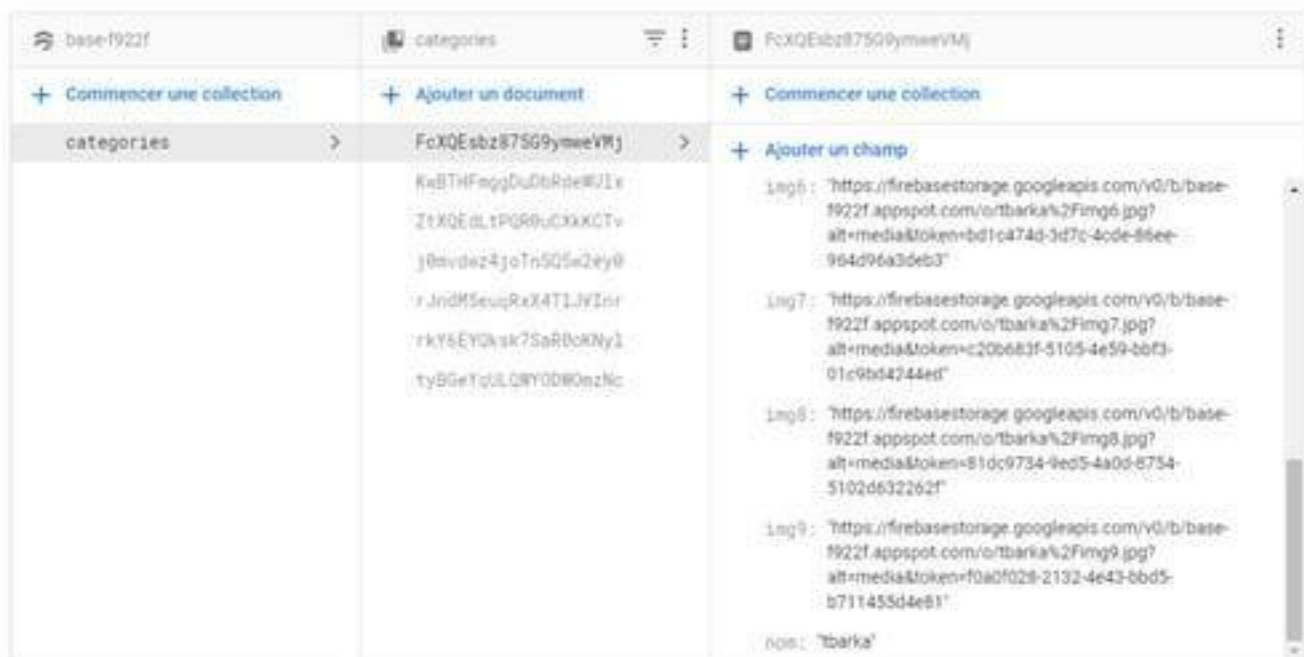 base-f922f
categories
FcXQEsbz875G9ymweVMj
+ Commencer une collection
+ Ajouter un document
+ Commencer une collection
categories
FcXQEsbz875G9ymweVMj
+ Ajouter un champ
img6: "https://firebasestorage.googleapis.com/v0/b/base-
f922f.appspot.com/o/tbarka%2Fimg6.jpg?
alt=media&token=bd1c474d-3d7c-4cde-86ee-
964d96a3deb3"
img7: "https://firebasestorage.googleapis.com/v0/b/base-
f922f.appspot.com/o/tbarka%2Fimg7.jpg?
alt=media&token=c20b683f-5105-4e59-bbf3-
01c9bd4244ed"
img8: "https://firebasestorage.googleapis.com/v0/b/base-
f922f.appspot.com/o/tbarka%2Fimg8.jpg?
alt=media&token=81dc9734-9ed5-4a0d-8754-
5102d632262f"
img9: "https://firebasestorage.googleapis.com/v0/b/base-
f922f.appspot.com/o/tbarka%2Fimg9.jpg?
alt=media&token=f0a0f028-2132-4e43-bbd5-
b711455d4e81"
nom: "tbarka"